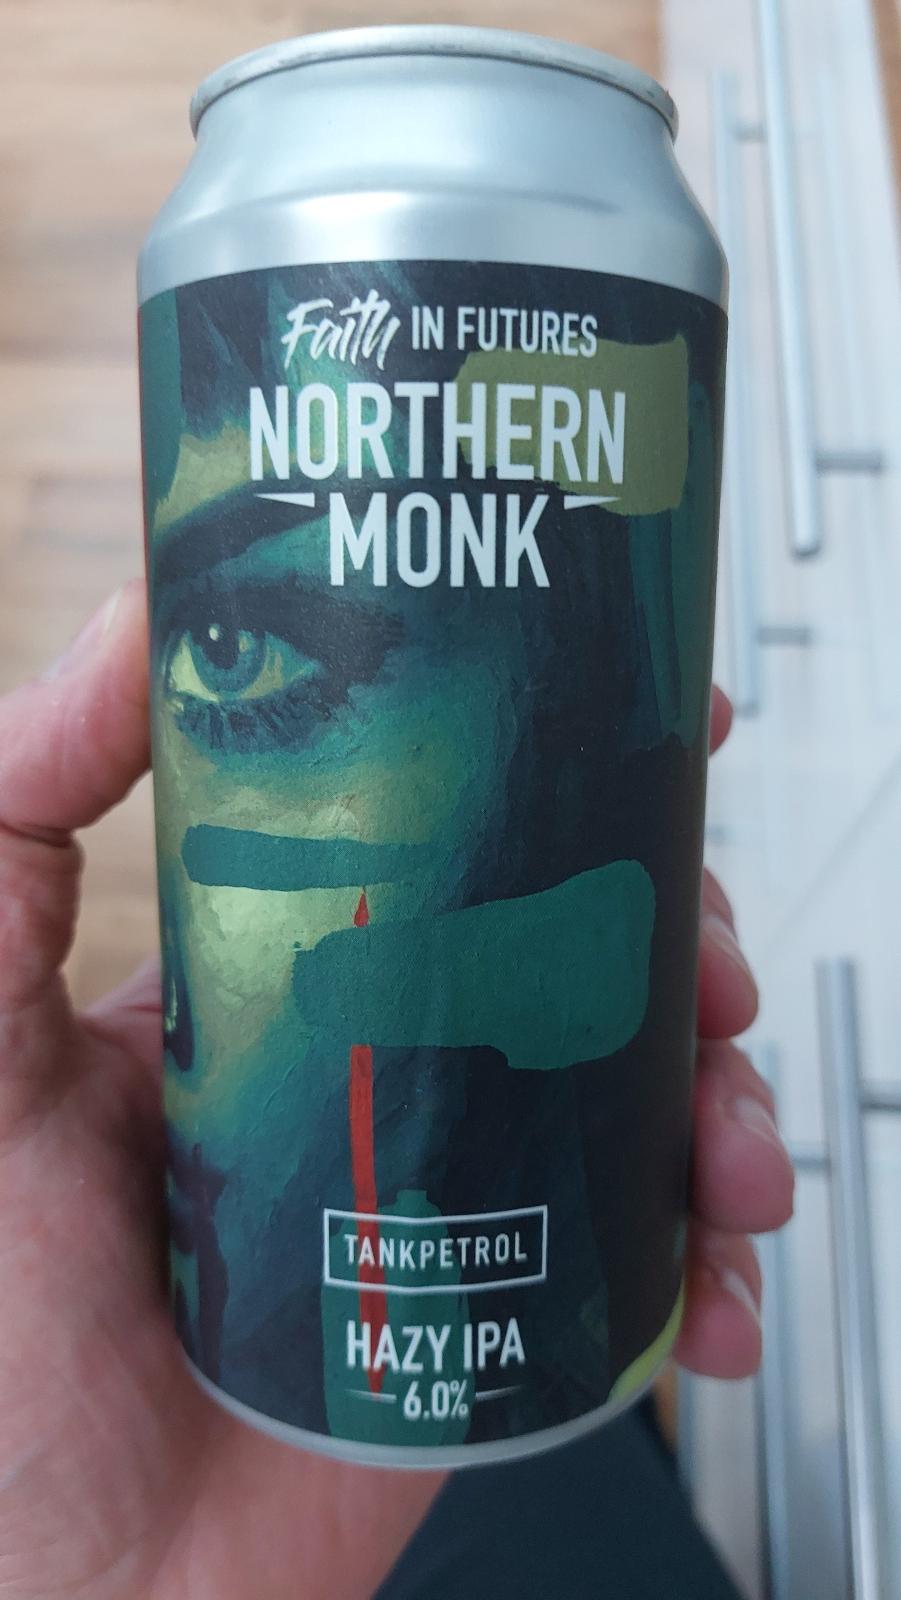 Faith IN FUTURES
NORTHERN
MONK
TANKPETROL
HAZY IPA
6.0%